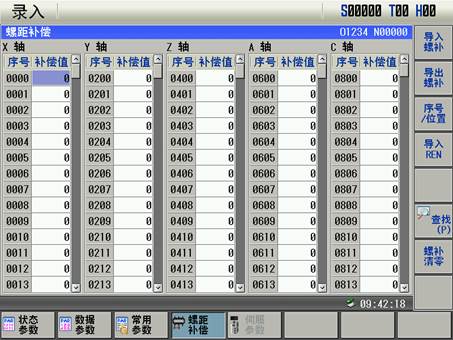 录入 S00000 T00 H00
螺距补偿 O1234 N00000
X 轴 Y 轴 Z 轴 A 轴 C 轴
序号 补偿值 序号 补偿值 序号 补偿值 序号 补偿值 序号 补偿值
0000 0 0200 0 0400 0 0600 0 0800 0
0001 0 0201 0 0401 0 0601 0 0801 0
0002 0 0202 0 0402 0 0602 0 0802 0
0003 0 0203 0 0403 0 0603 0 0803 0
0004 0 0204 0 0404 0 0604 0 0804 0
0005 0 0205 0 0405 0 0605 0 0805 0
0006 0 0206 0 0406 0 0606 0 0806 0
0007 0 0207 0 0407 0 0607 0 0807 0
0008 0 0208 0 0408 0 0608 0 0808 0
0009 0 0209 0 0409 0 0609 0 0809 0
0010 0 0210 0 0410 0 0610 0 0810 0
0011 0 0211 0 0411 0 0611 0 0811 0
0012 0 0212 0 0412 0 0612 0 0812 0
0013 0 0213 0 0413 0 0613 0 0813 0
导入
螺补
导出
螺补
序号
/位置
导入
REN
查找
(P)
螺补
清零
09:42:18
状态
参数
数据
参数
常用
参数
螺距
补偿
伺服
参数